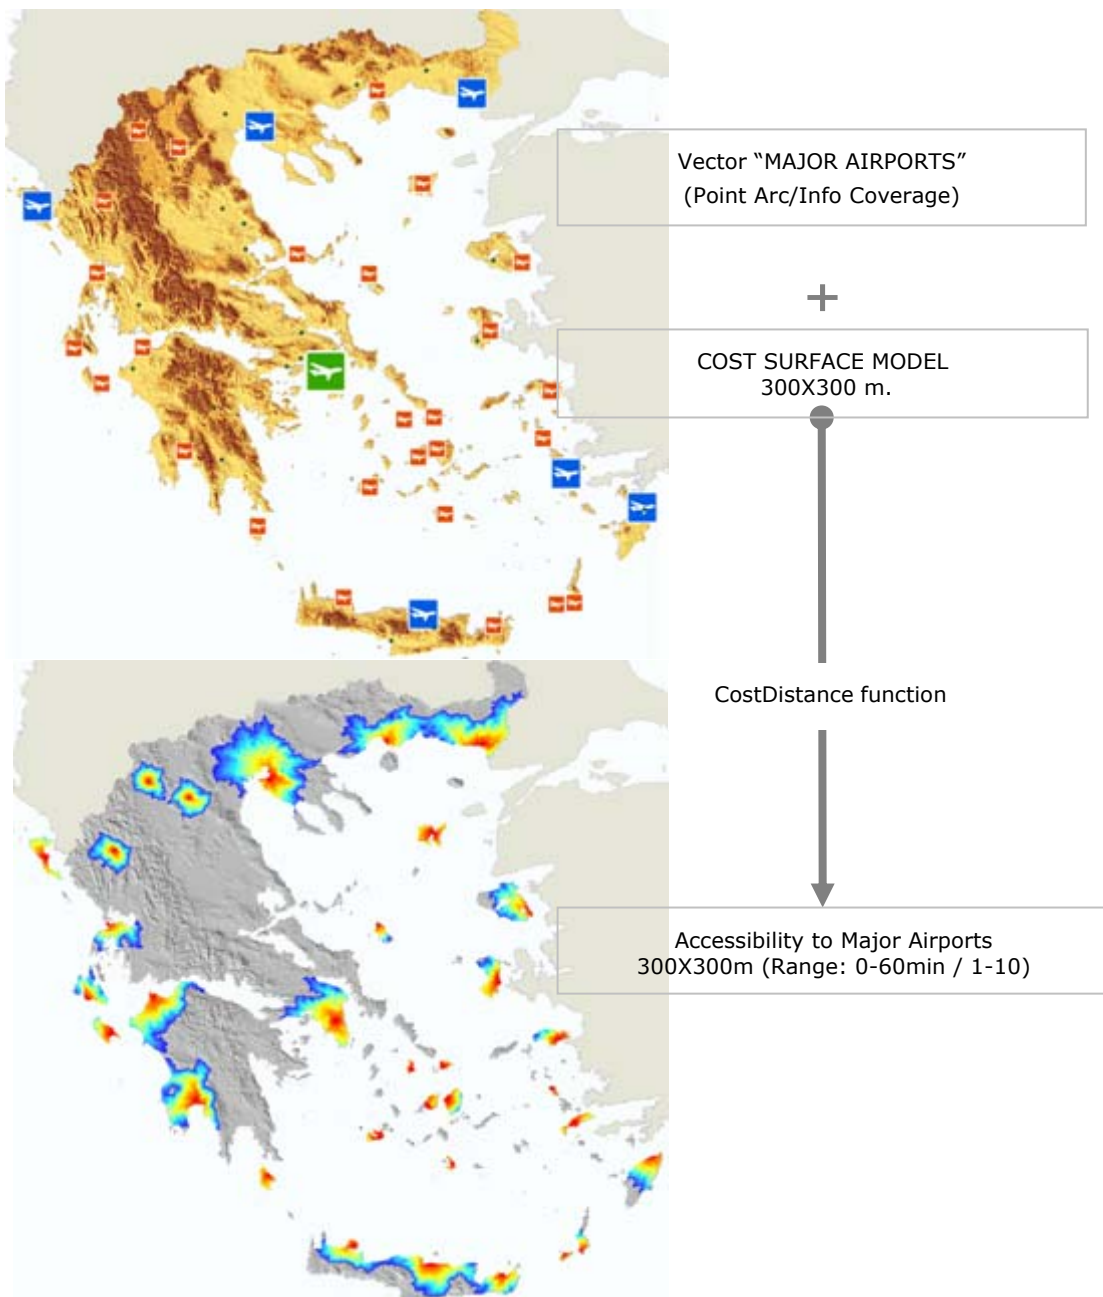 Vector “MAJOR AIRPORTS”
(Point Arc/Info Coverage)
+
COST SURFACE MODEL
300X300 m.
CostDistance function
Accessibility to Major Airports
300X300m (Range: 0-60min / 1-10)